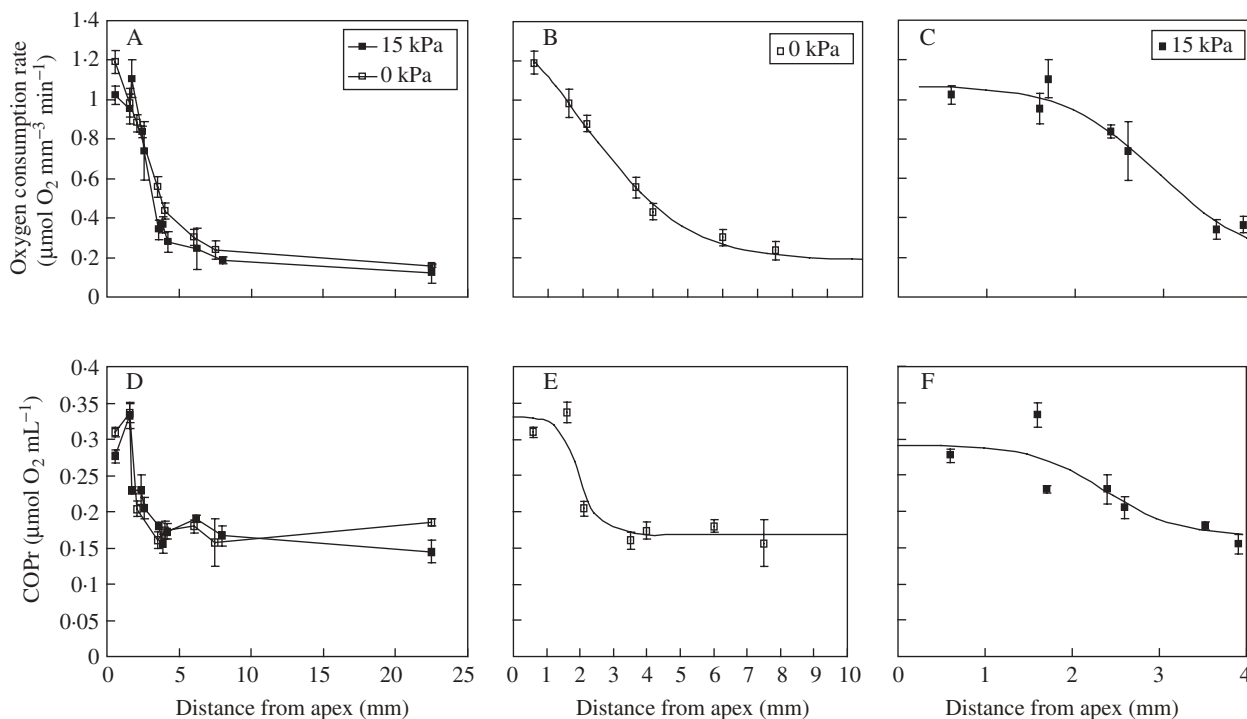 1·4
1·2
1
0·8
0·6
0·4
0·2
0
Oxygen consumption rate
(µmol O₂ mm⁻³ min⁻¹)
A
15 kPa
0 kPa
B
0 kPa
C
15 kPa
0·4
0·35
0·3
0·25
0·2
0·15
0·1
0·05
0
COPr (µmol O₂ mL⁻¹)
D
0 5 10 15 20 25
Distance from apex (mm)
E
0 1 2 3 4 5 6 7 8 9 10
Distance from apex (mm)
F
0 1 2 3 4
Distance from apex (mm)